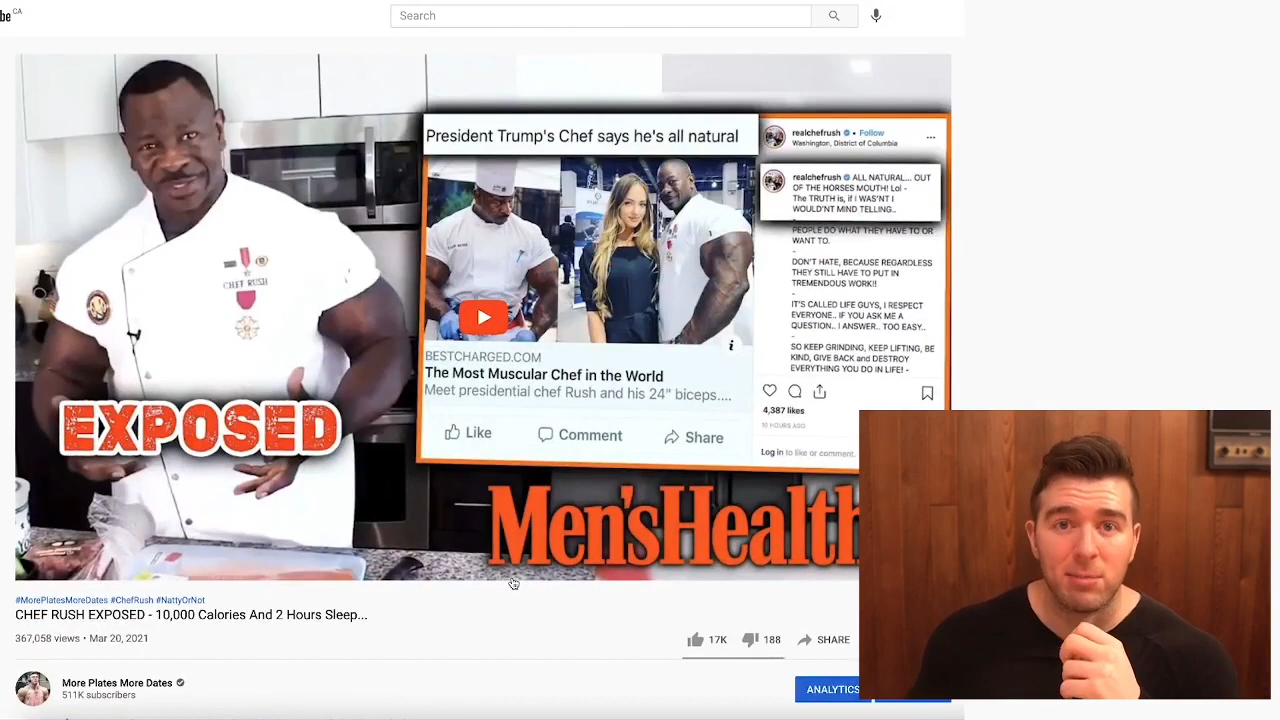 be CA
Search
President Trump's Chef says he's all natural
realchefrush • Follow
Washington, District of Columbia
realchefrush ALL NATURAL... OUT
OF THE HORSES MOUTH! Lol -
The TRUTH is, if I WAS'NT I
WOULD'NT MIND TELLING..
PEOPLE DO WHAT THEY HAVE TO OR
WANT TO.
-
DON'T HATE, BECAUSE REGARDLESS
THEY STILL HAVE TO PUT IN
TREMENDOUS WORK!!
-
IT'S CALLED LIFE GUYS, I RESPECT
EVERYONE.. IF YOU ASK ME A
QUESTION.. I ANSWER.. TOO EASY..
-
SO KEEP GRINDING, KEEP LIFTING, BE
KIND, GIVE BACK and DESTROY
EVERYTHING YOU DO IN LIFE! -
4,387 likes
10 HOURS AGO
Log in to like or comment.
CHEF RUSH
BESTCHARGED.COM
The Most Muscular Chef in the World
Meet presidential chef Rush and his 24" biceps....
Like Comment Share
EXPOSED
Men'sHealth
#MorePlatesMoreDates #ChefRush #NattyOrNot
CHEF RUSH EXPOSED - 10,000 Calories And 2 Hours Sleep...
367,058 views • Mar 20, 2021
17K 188 SHARE
More Plates More Dates
511K subscribers
ANALYTICS